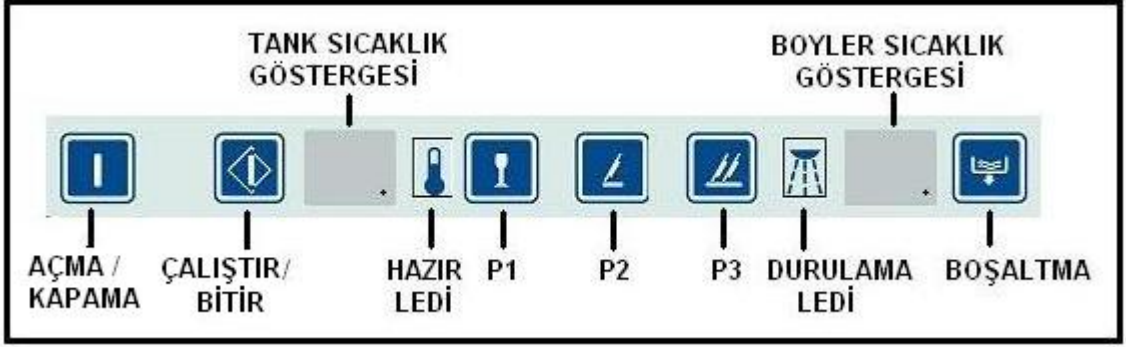 TANK SICAKLIK
GÖSTERGESİ
BOYLER SICAKLIK
GÖSTERGESİ
AÇMA /
KAPAMA
ÇALIŞTIR/
BİTİR
HAZIR
LEDİ
P1
P2
P3
DURULAMA
LEDİ
BOŞALTMA